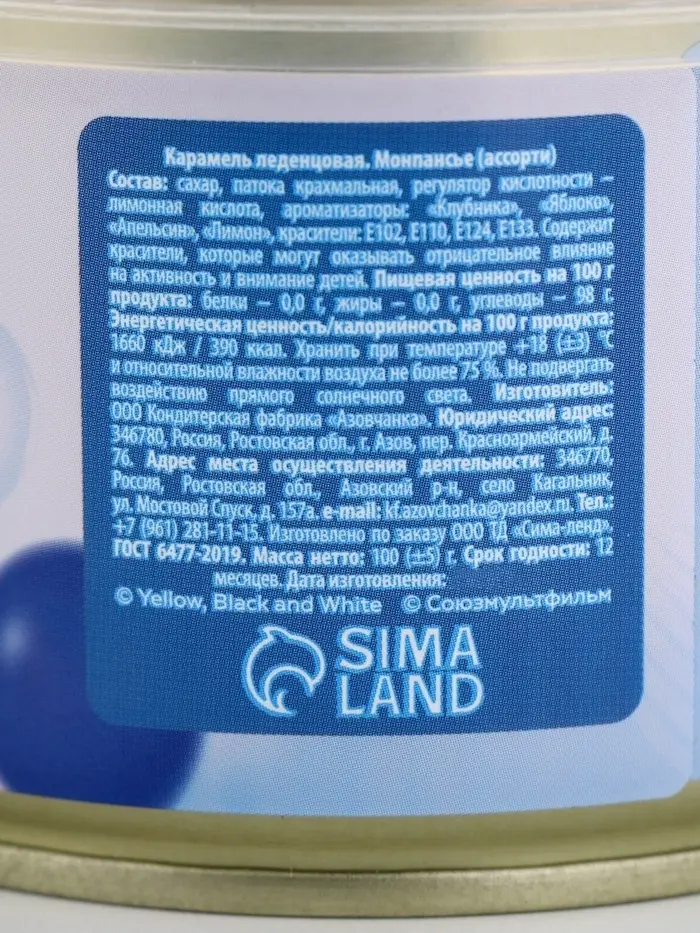 Карамель леденцовая. Монпансье (ассорти)
Состав: сахар, патока крахмальная, регулятор кислотности –
лимонная кислота, ароматизаторы: «Клубника», «Яблоко»,
«Апельсин», «Лимон», красители: Е102, Е110, Е124, Е133. Содержит
красители, которые могут оказывать отрицательное влияние
на активность и внимание детей. Пищевая ценность на 100 г
продукта: белки – 0,0 г, жиры – 0,0 г, углеводы – 98 г.
Энергетическая ценность/калорийность на 100 г продукта:
1660 кДж / 390 ккал. Хранить при температуре +18 (±3) °С
и относительной влажности воздуха не более 75 %. Не подвергать
воздействию прямого солнечного света. Изготовитель:
ООО Кондитерская фабрика «Азовчанка». Юридический адрес:
346780, Россия, Ростовская обл., г. Азов, пер. Красноармейский, д.
76. Адрес места осуществления деятельности: 346770,
Россия, Ростовская обл., Азовский р-н, село Кагальник,
ул. Мостовой Спуск, д. 157а. e-mail: kf.azovchanka@yandex.ru. Тел.:
+7 (961) 281-11-15. Изготовлено по заказу ООО ТД «Сима-ленд».
ГОСТ 6477-2019. Масса нетто: 100 (±5) г. Срок годности: 12
месяцев. Дата изготовления:
© Yellow, Black and White © Союзмультфильм
SIMA
LAND